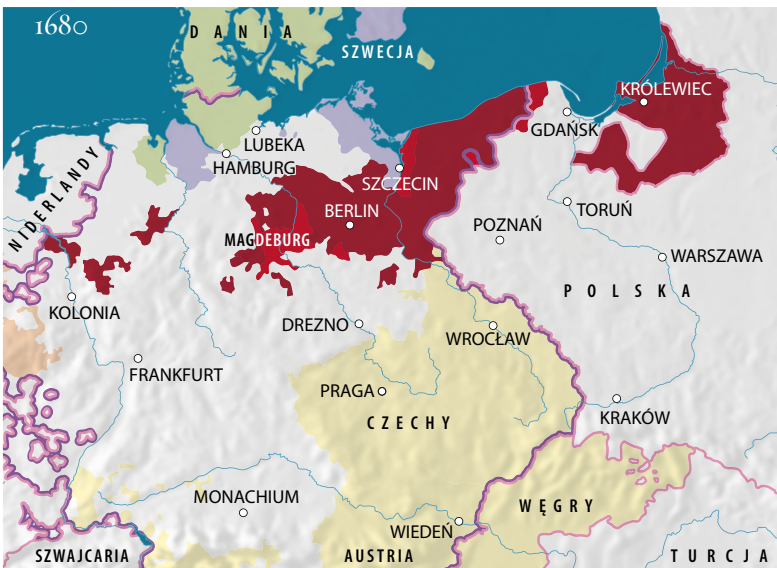 1680
DANIA
SZWECJA
KRÓLEWIEC
GDAŃSK
LUBEKA
HAMBURG
NIDERLANDY
SZCZECIN
BERLIN
TORUŃ
POZNAŃ
MAGDEBURG
WARSZAWA
POLSKA
KOLONIA
DREZNO
WROCŁAW
FRANKFURT
PRAGA
KRAKÓW
CZECHY
MONACHIUM
WĘGRY
WIEDEŃ
SZWAJCARIA
AUSTRIA
TURCJA